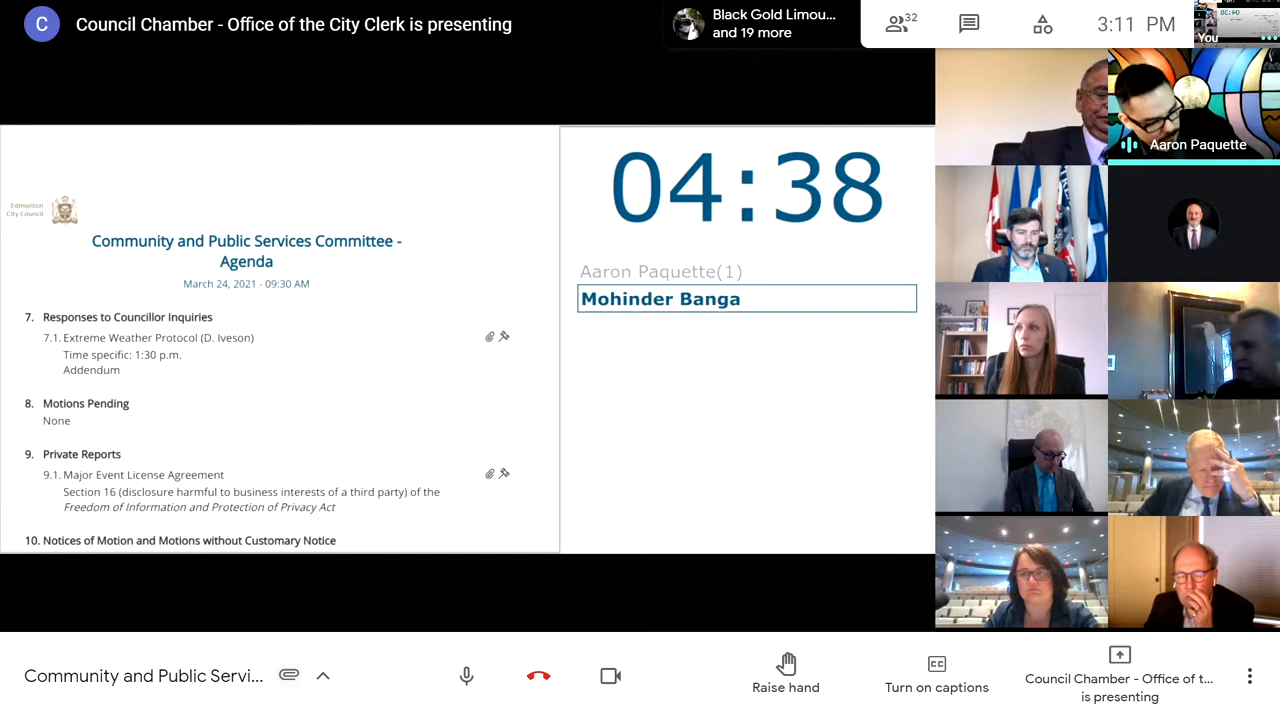 C
Council Chamber - Office of the City Clerk is presenting
Black Gold Limou...
and 19 more
32
3:11 PM
You
Aaron Paquette
Edmonton
City Council
Community and Public Services Committee -
Agenda
March 24, 2021 - 09:30 AM
7. Responses to Councillor Inquiries
7.1. Extreme Weather Protocol (D. Iveson)
Time specific: 1:30 p.m.
Addendum
8. Motions Pending
None
9. Private Reports
9.1. Major Event License Agreement
Section 16 (disclosure harmful to business interests of a third party) of the
Freedom of Information and Protection of Privacy Act
10. Notices of Motion and Motions without Customary Notice
04:38
Aaron Paquette(1)
Mohinder Banga
Community and Public Servi...
Raise hand
CC
Turn on captions
Council Chamber - Office of t...
is presenting